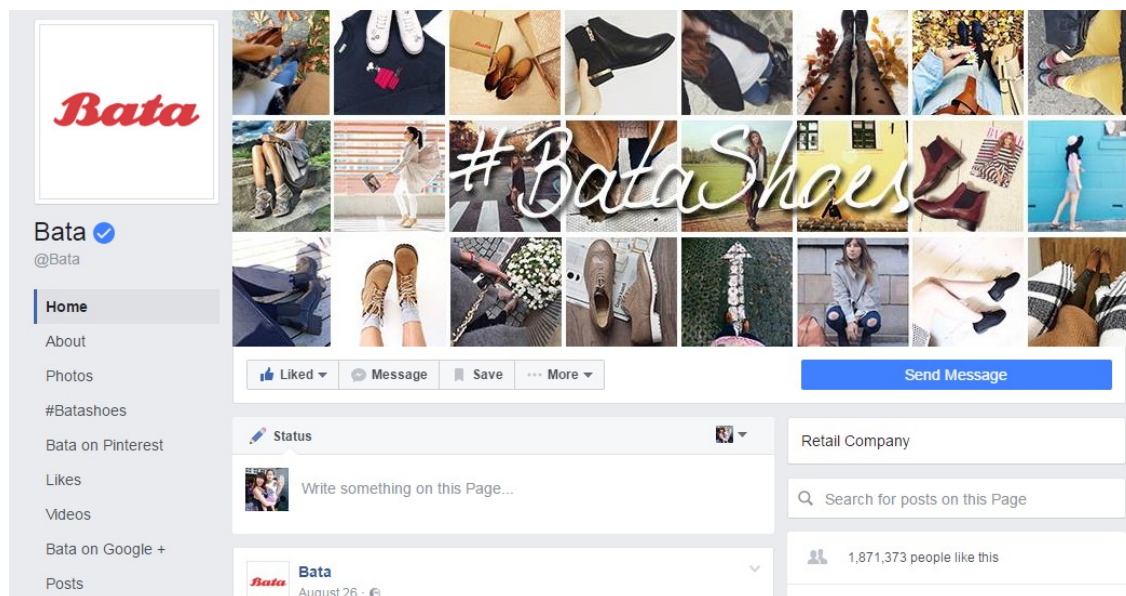 Bata
Bata
@Bata
Home
About
Photos
#Batashoes
Bata on Pinterest
Likes
Videos
Bata on Google +
Posts
Bata
#BataShoes
Liked
Message
Save
More
Send Message
Status
Write something on this Page...
Bata
Bata
August 26 ·
Retail Company
Search for posts on this Page
1,871,373 people like this